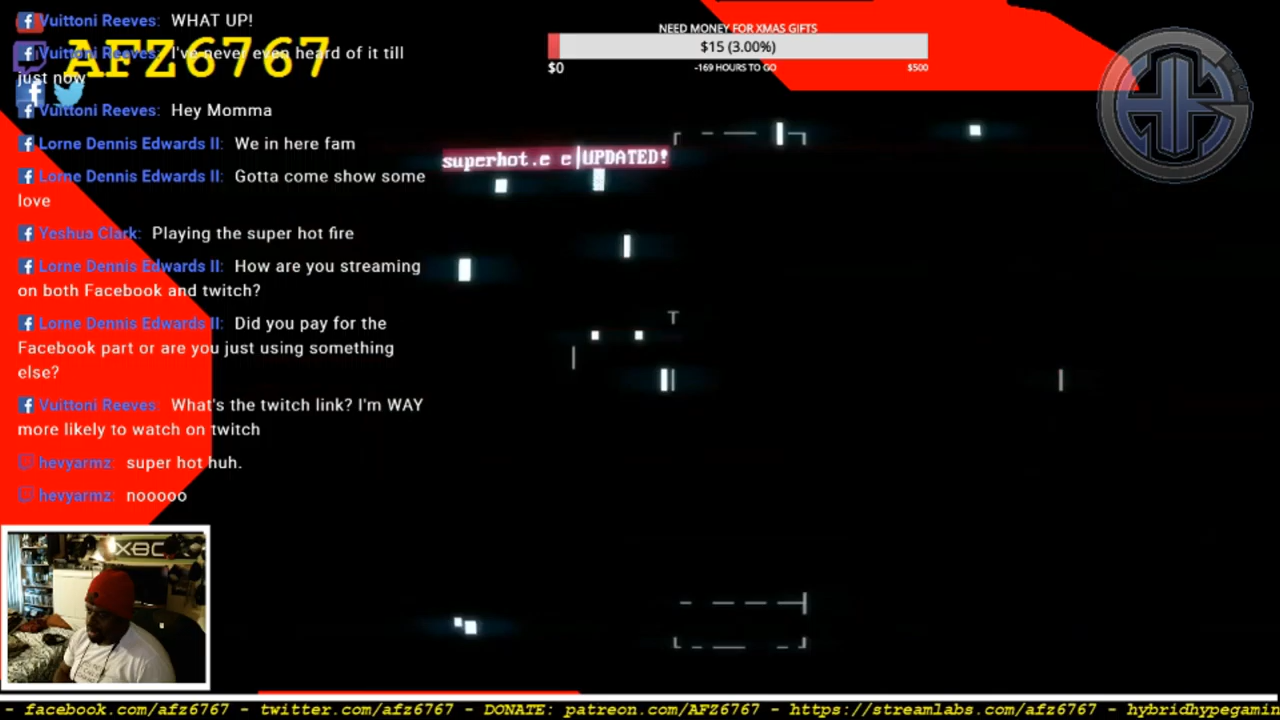 Vuittoni Reeves: WHAT UP!
Vuittoni Reeves: I've never even heard of it till
just now
AFZ6767
Vuittoni Reeves: Hey Momma
Lorne Dennis Edwards II: We in here fam
Lorne Dennis Edwards II: Gotta come show some
love
Yeshua Clark: Playing the super hot fire
Lorne Dennis Edwards II: How are you streaming
on both Facebook and twitch?
Lorne Dennis Edwards II: Did you pay for the
Facebook part or are you just using something
else?
Vuittoni Reeves: What's the twitch link? I'm WAY
more likely to watch on twitch
hevyarmz: super hot huh.
hevyarmz: nooooo
NEED MONEY FOR XMAS GIFTS
$15 (3.00%)
$0 -169 HOURS TO GO $500
superhot.e e UPDATED!
T
XBO
- facebook.com/afz6767 - twitter.com/afz6767 - DONATE: patreon.com/AFZ6767 - https://streamlabs.com/afz6767 - hybridhypegamin